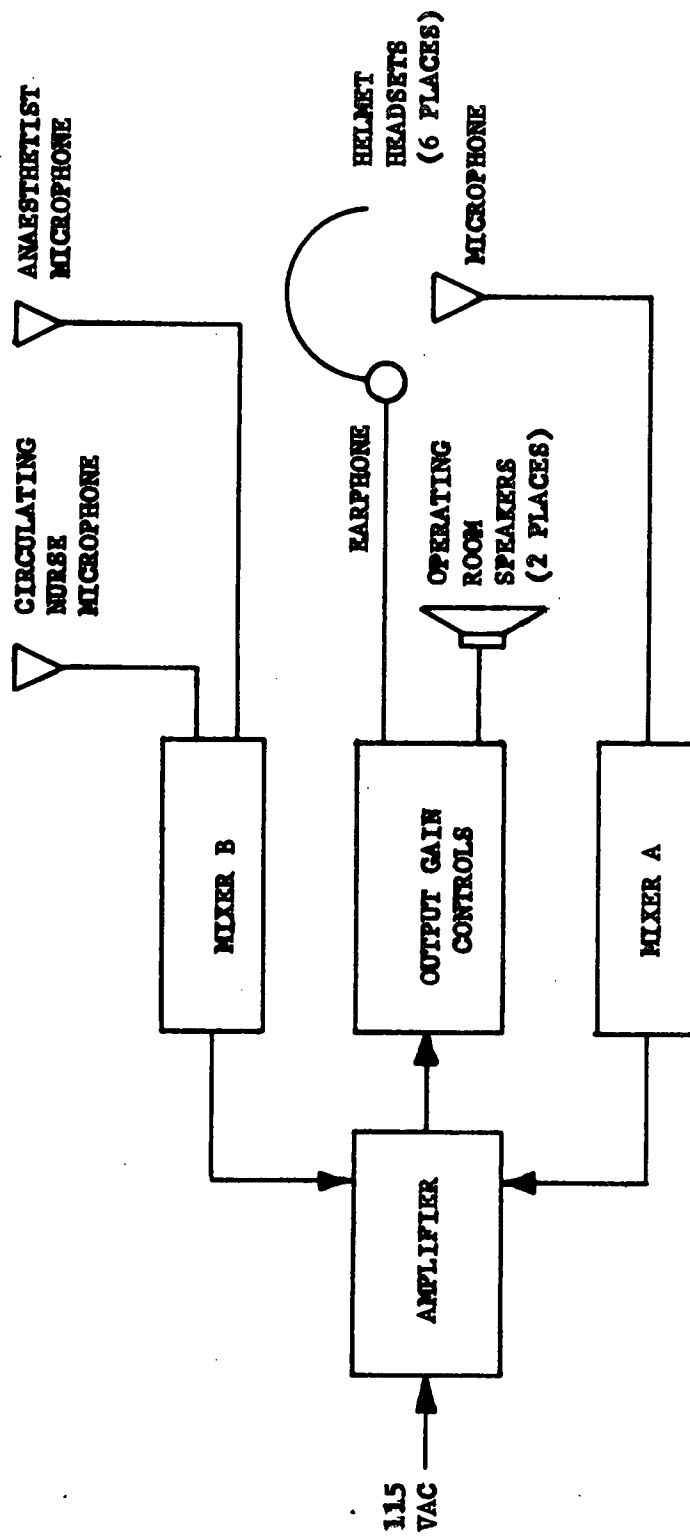 CIRCULATING
NURSE
MICROPHONE
ANAESTHETIST
MICROPHONE
MIXER B
115
VAC
AMPLIFIER
OUTPUT GAIN
CONTROLS
EARPHONE
HELMET
HEADSETS
(6 PLACES)
OPERATING
ROOM
SPEAKERS
(2 PLACES)
MICROPHONE
MIXER A